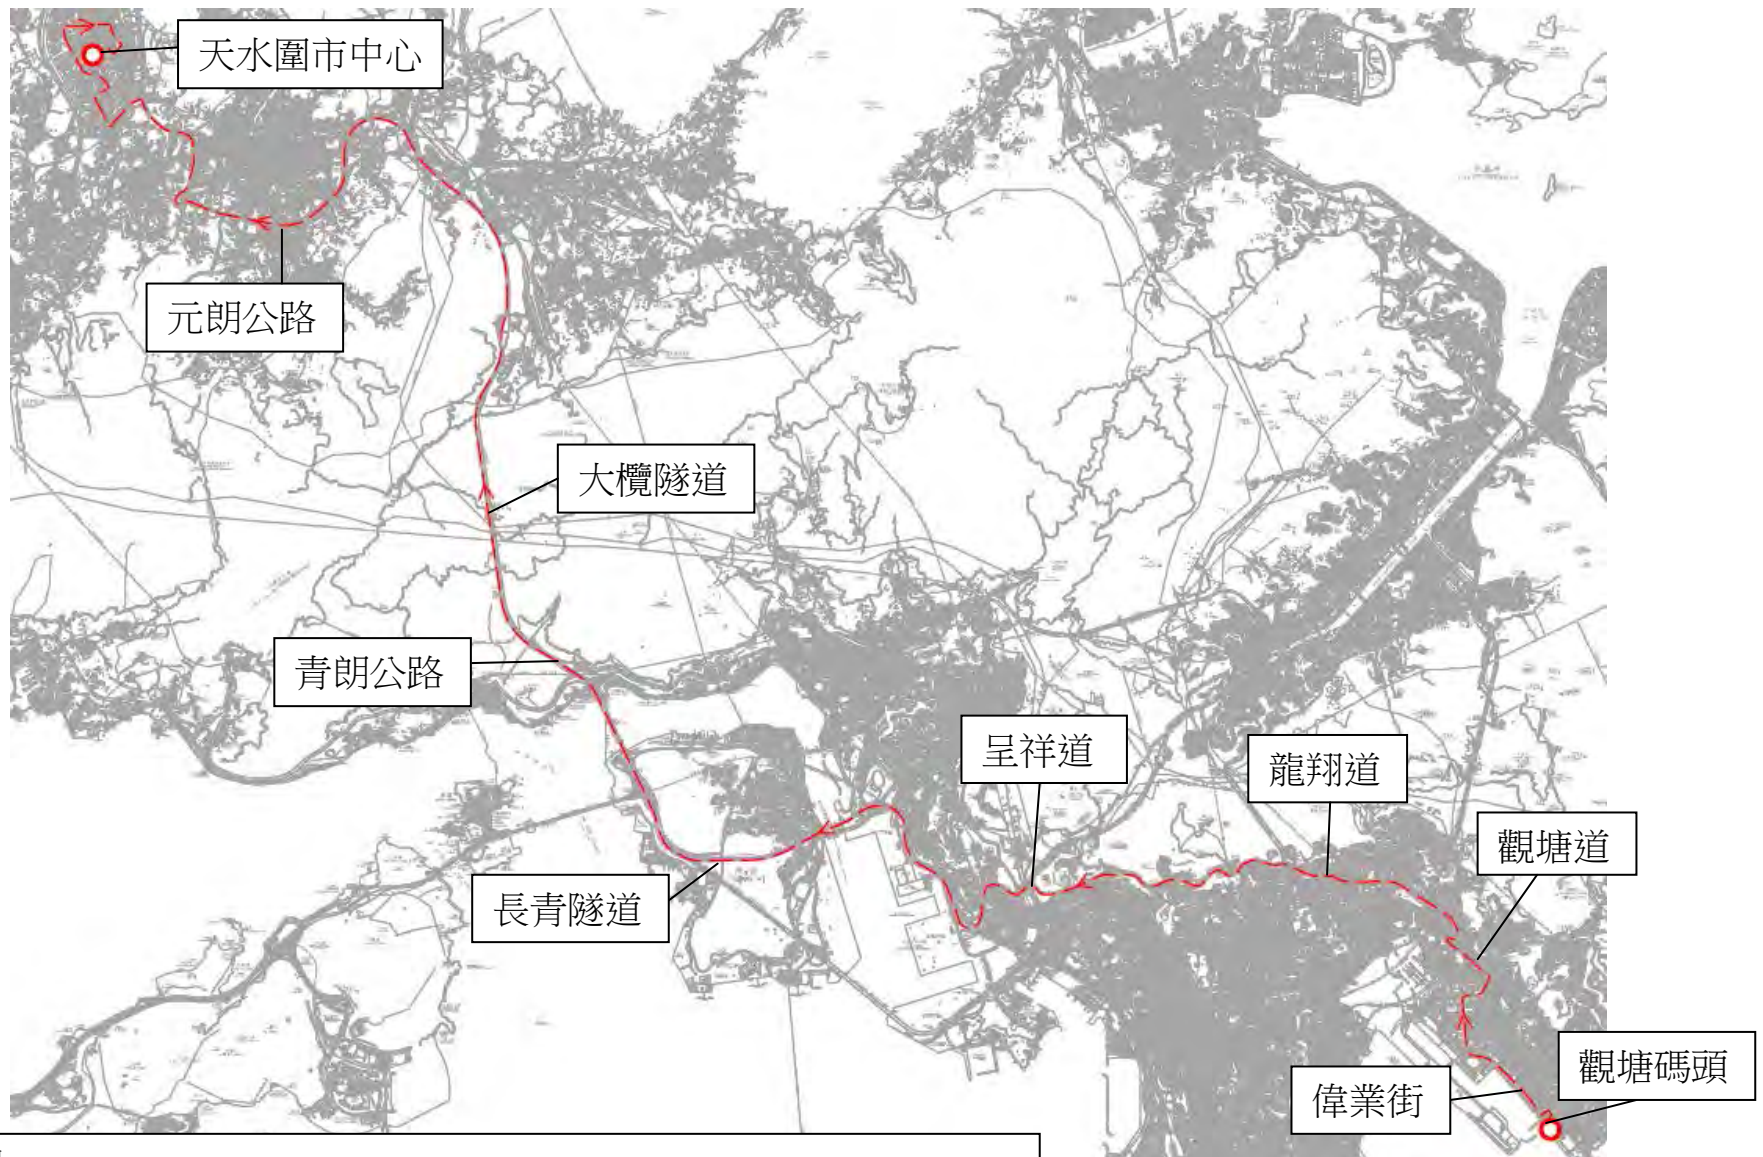 天水圍市中心
元朗公路
大欖隧道
青朗公路
呈祥道
龍翔道
觀塘道
長青隧道
觀塘碼頭
偉業街